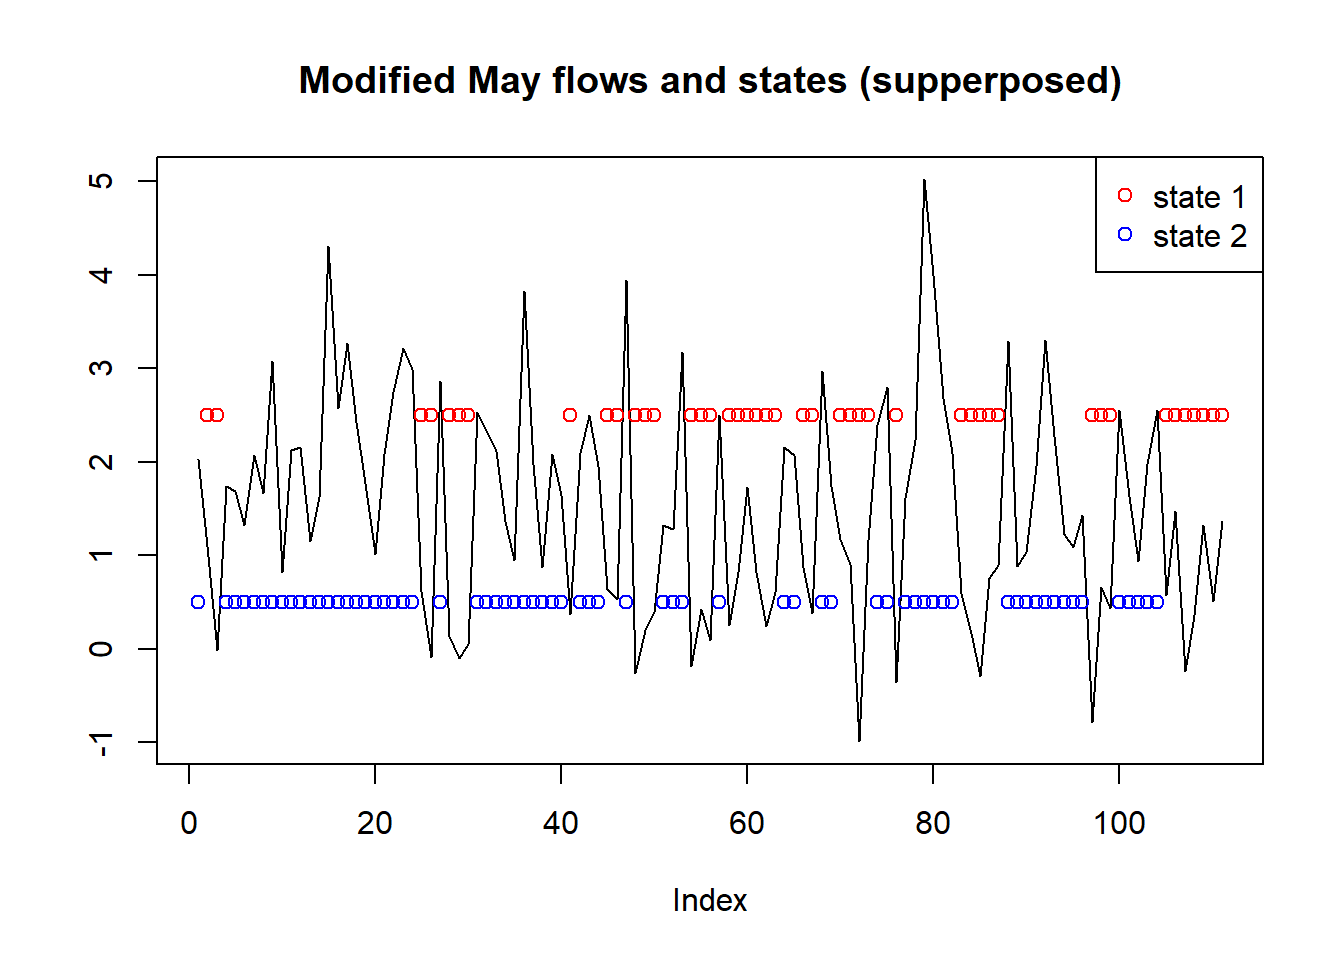 Modified May flows and states (supperposed)
state 1
state 2
5
4
3
2
1
0
-1
0 20 40 60 80 100
Index